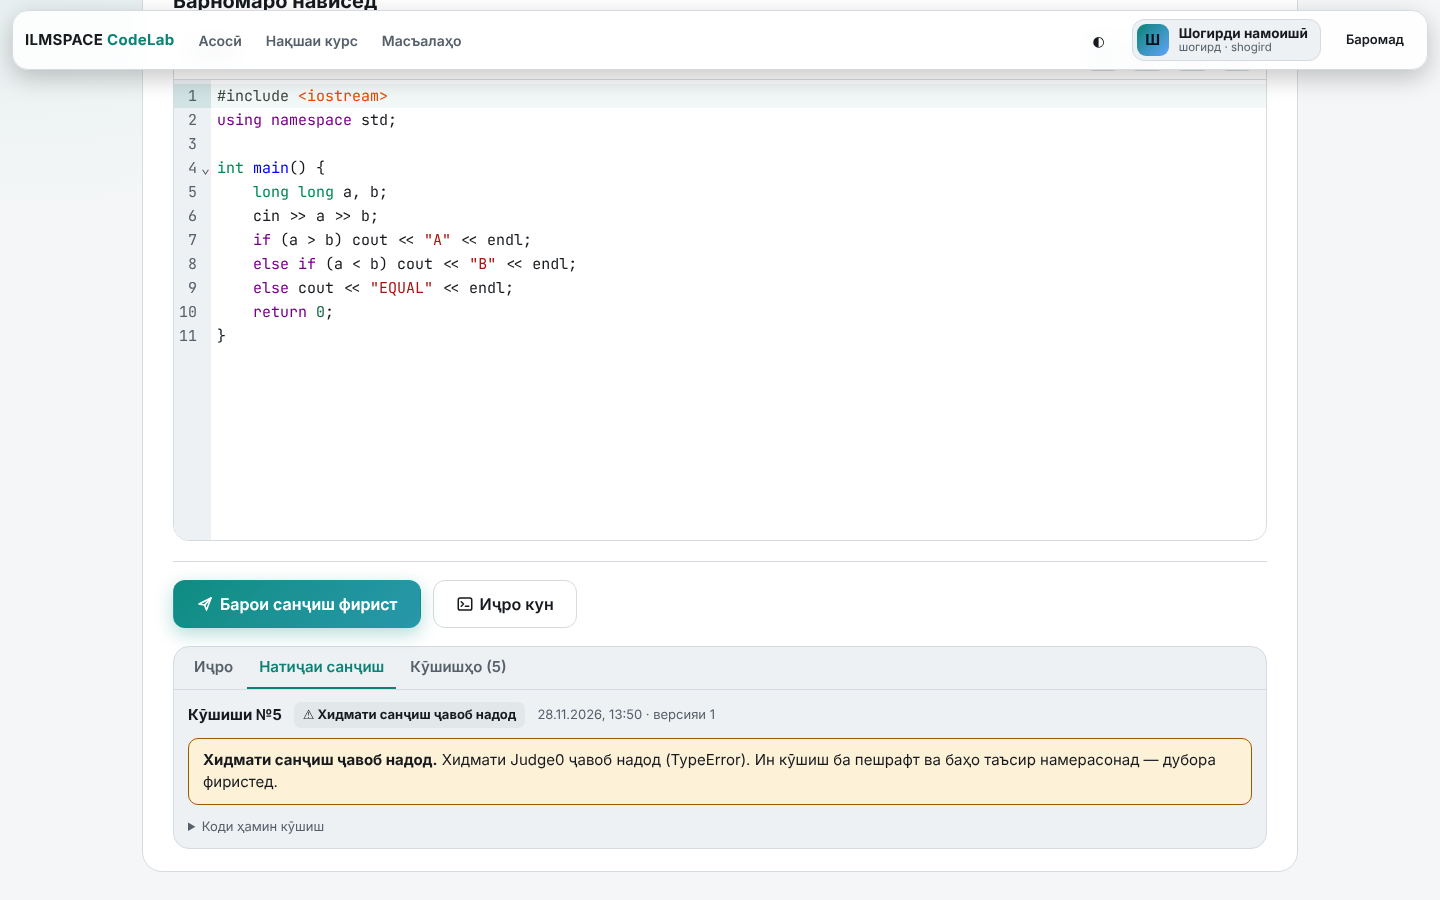 Барномаро нависед
ILMSPACE CodeLab
Асосӣ
Нақшаи курс
Масъалаҳо
Ш
Шогирди намоишӣ
шогирд · shogird
Баромад
1 #include <iostream>
2 using namespace std;
3
4 int main() {
5 long long a, b;
6 cin >> a >> b;
7 if (a > b) cout << "A" << endl;
8 else if (a < b) cout << "B" << endl;
9 else cout << "EQUAL" << endl;
10 return 0;
11 }
Барои санҷиш фирист
Иҷро кун
Иҷро
Натиҷаи санҷиш
Кӯшишҳо (5)
Кӯшиши №5
⚠ Хидмати санҷиш ҷавоб надод
28.11.2026, 13:50 · версияи 1
Хидмати санҷиш ҷавоб надод. Хидмати Judge0 ҷавоб надод (TypeError). Ин кӯшиш ба пешрафт ва баҳо таъсир намерасонад — дубора
фиристед.
Коди ҳамин кӯшиш